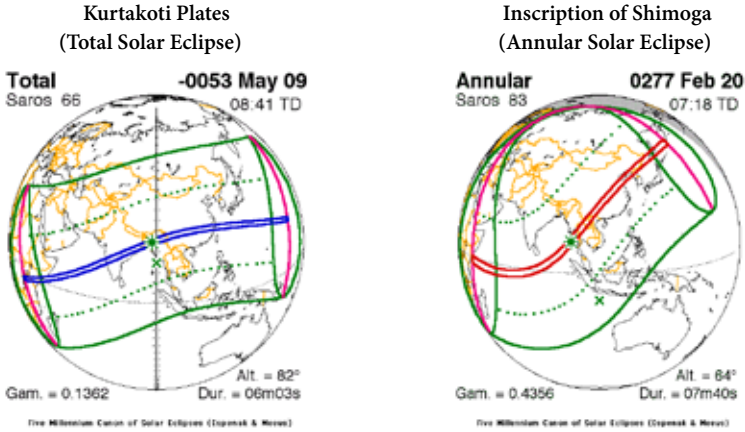 Kurtakoti Plates
(Total Solar Eclipse)
Total -0053 May 09
Saros 66 08:41 TD
Alt. = 82°
Gam. = 0.1362 Dur. = 06m03s
Five Millennium Canon of Solar Eclipses (Espenak & Meeus)
Inscription of Shimoga
(Annular Solar Eclipse)
Annular 0277 Feb 20
Saros 83 07:18 TD
Alt. = 64°
Gam. = 0.4356 Dur. = 07m40s
Five Millennium Canon of Solar Eclipses (Espenak & Meeus)